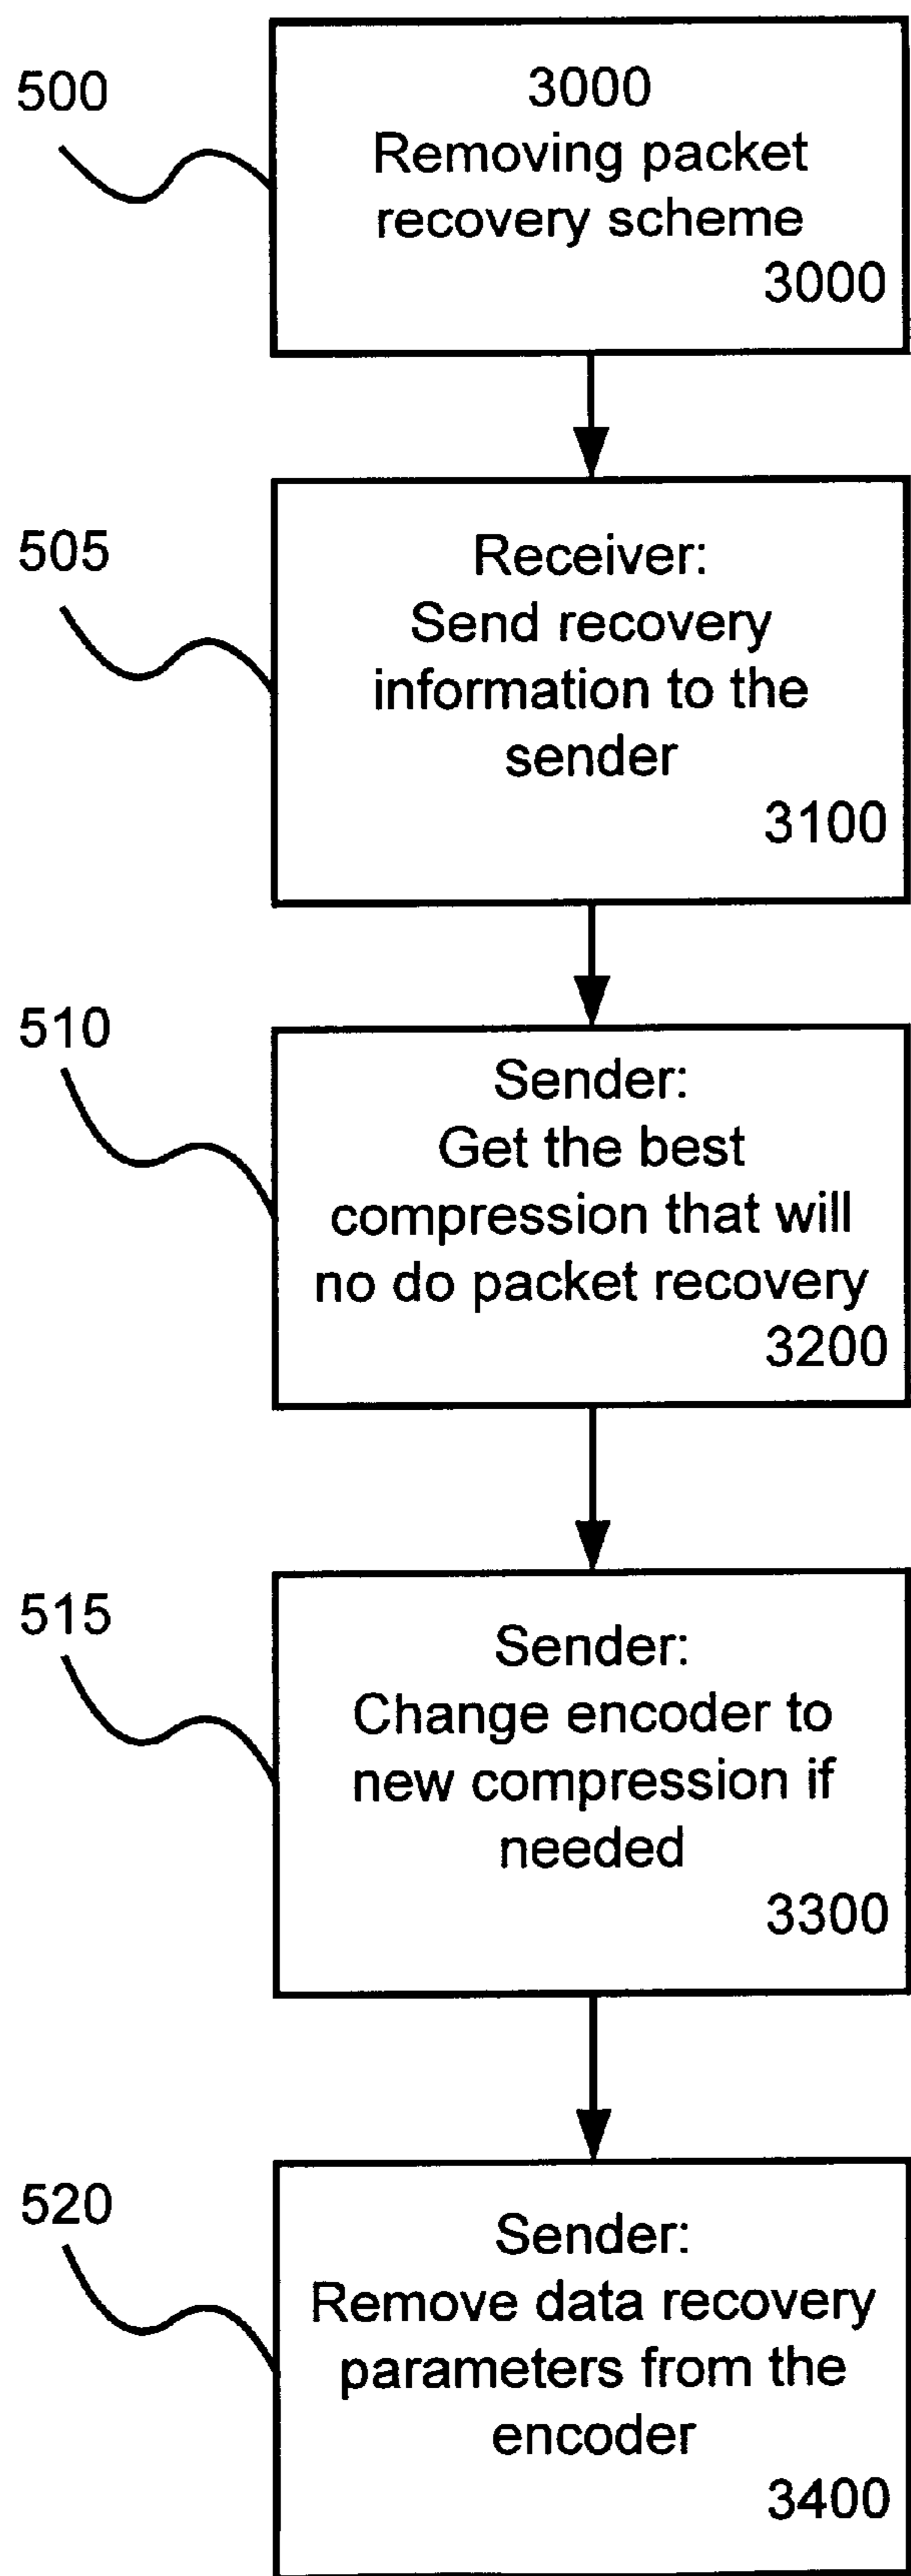 500
3000
Removing packet
recovery scheme
3000
505
Receiver:
Send recovery
information to the
sender
3100
510
Sender:
Get the best
compression that will
no do packet recovery
3200
515
Sender:
Change encoder to
new compression if
needed
3300
520
Sender:
Remove data recovery
parameters from the
encoder
3400